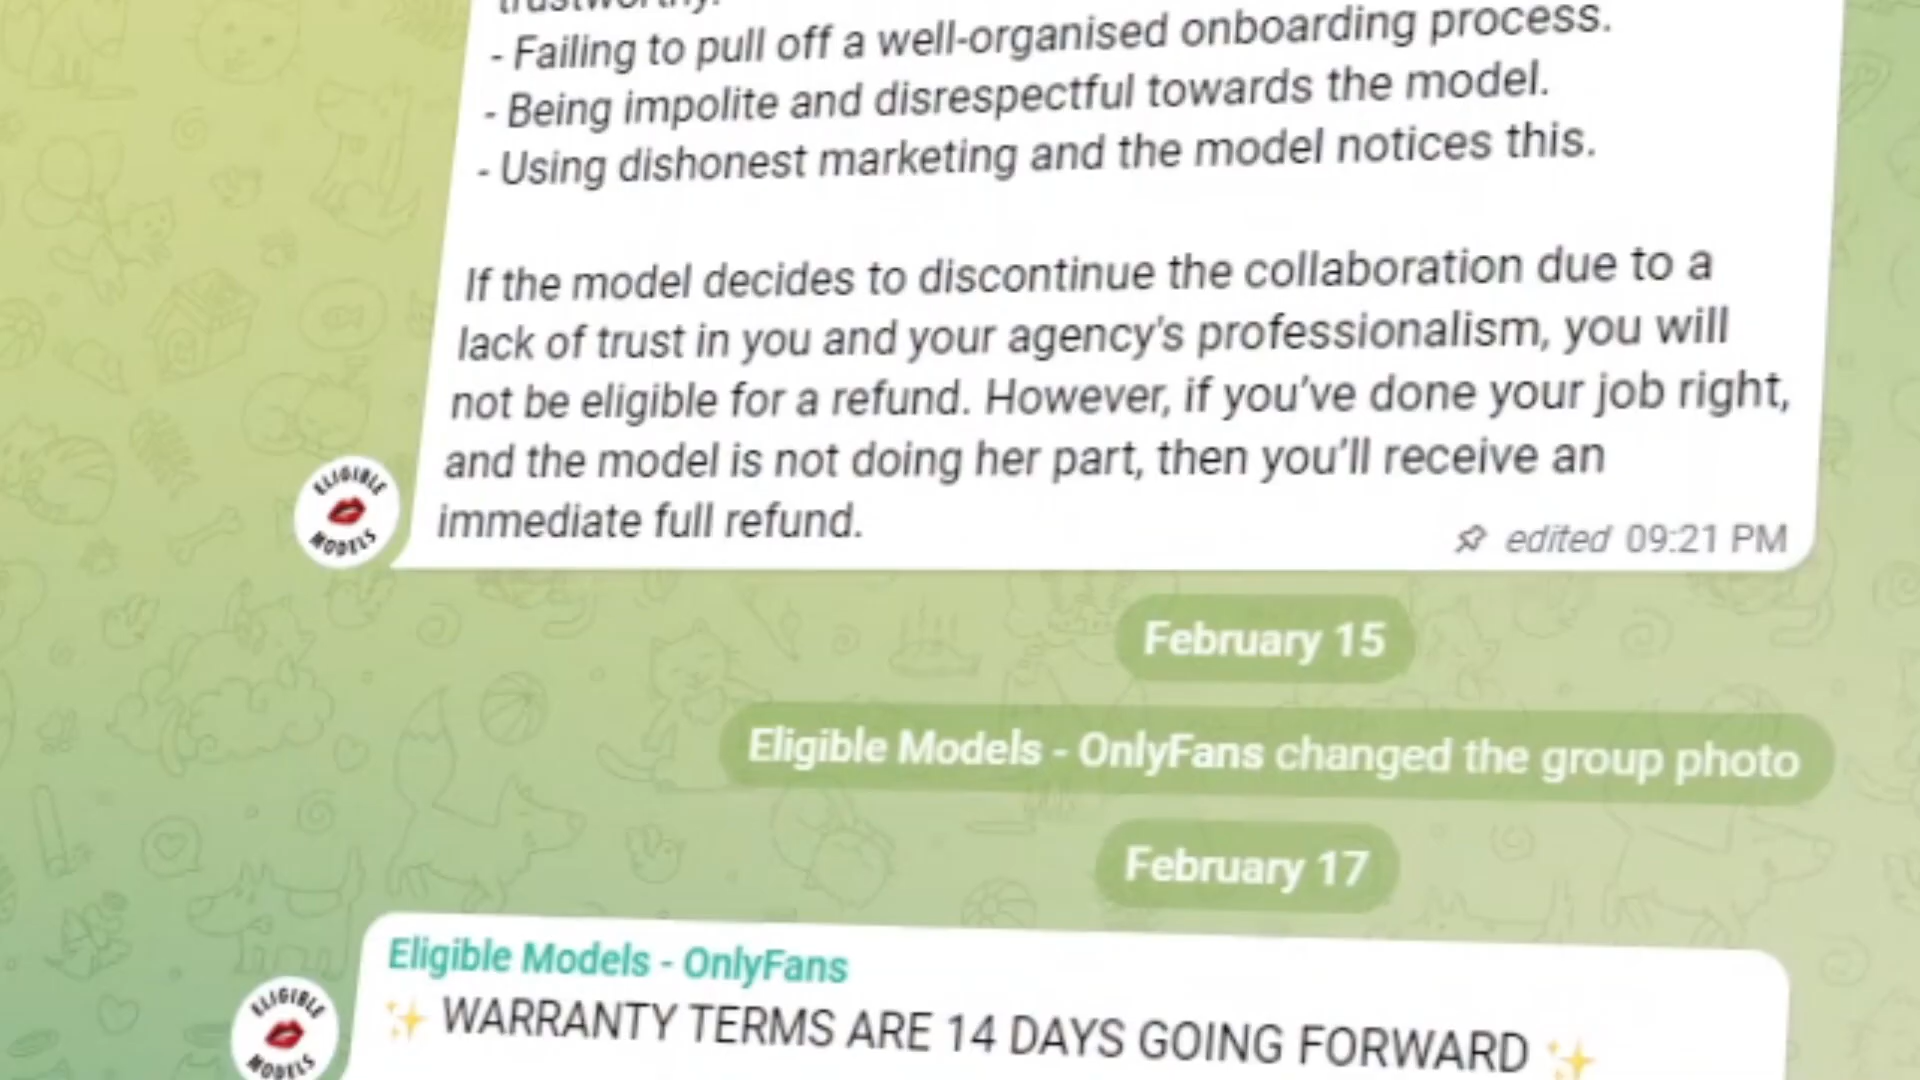 trustworthy.
- Failing to pull off a well-organised onboarding process.
- Being impolite and disrespectful towards the model.
- Using dishonest marketing and the model notices this.
If the model decides to discontinue the collaboration due to a
lack of trust in you and your agency's professionalism, you will
not be eligible for a refund. However, if you’ve done your job right,
and the model is not doing her part, then you’ll receive an
immediate full refund.
edited 09:21 PM
ELIGIBLE
MODELS
February 15
Eligible Models - OnlyFans changed the group photo
February 17
Eligible Models - OnlyFans
✨ WARRANTY TERMS ARE 14 DAYS GOING FORWARD ✨
ELIGIBLE
MODELS